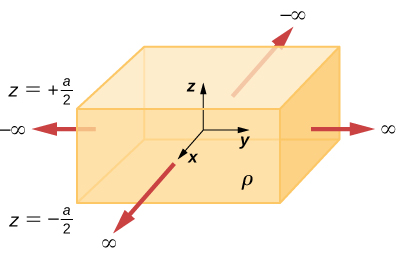 −∞
z = +a/2
z
−∞
y
∞
x
ρ
z = −a/2
∞